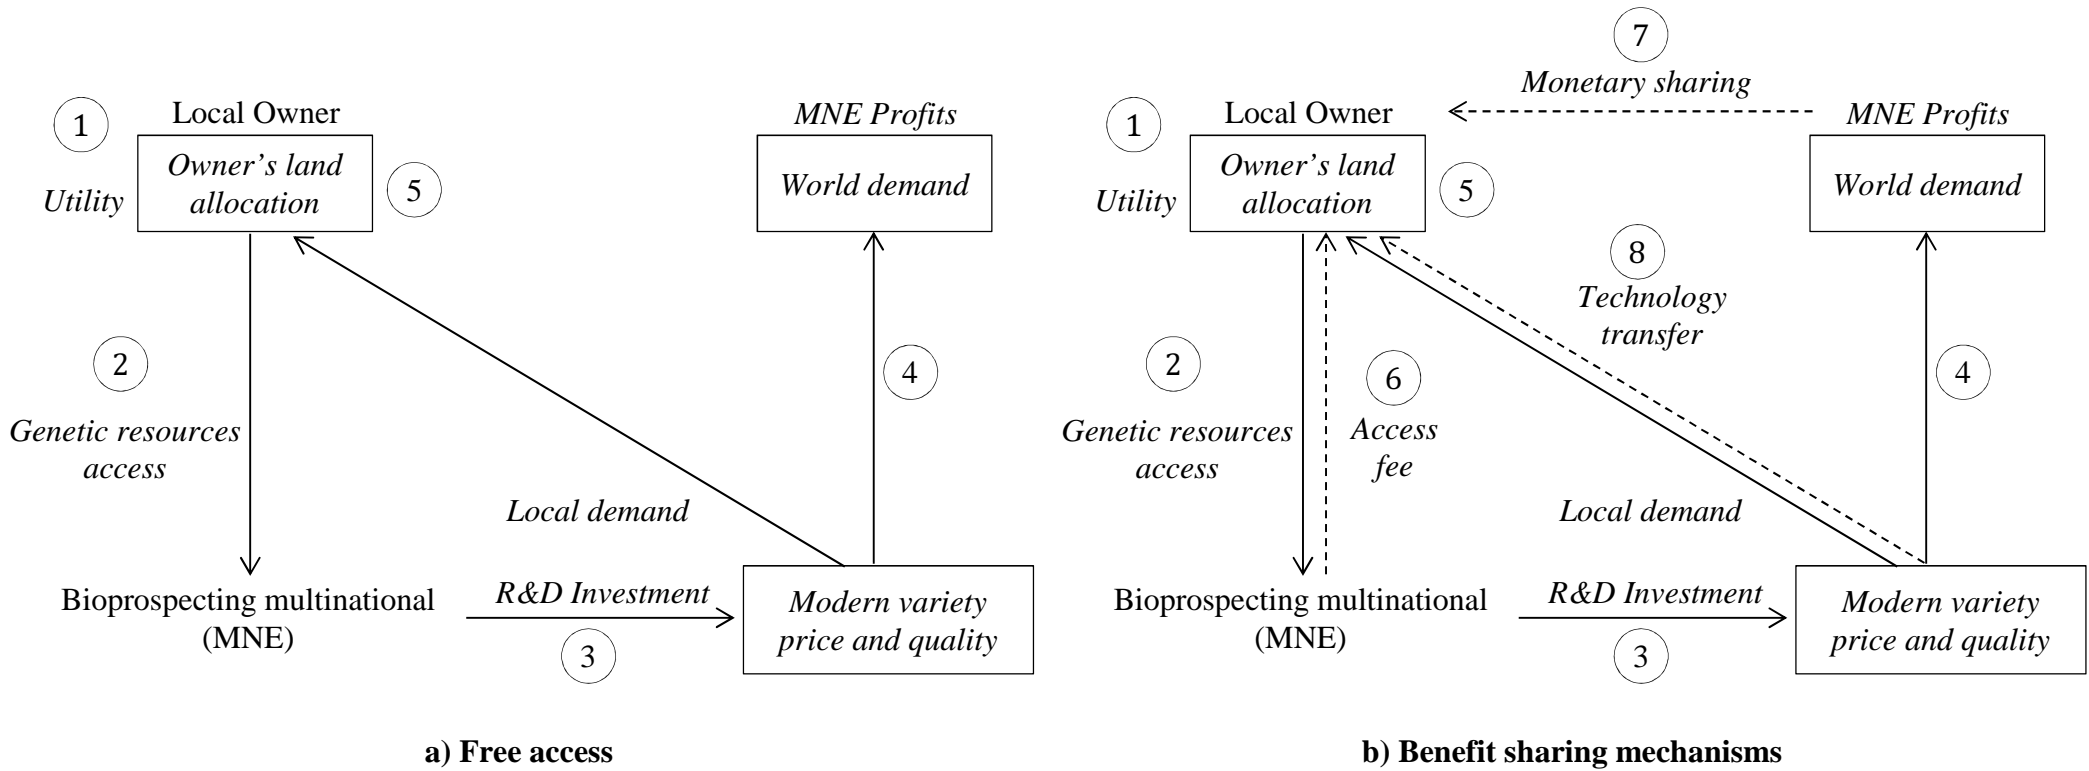 1
Local Owner
MNE Profits
Owner’s land
allocation
5
Utility
World demand
2
4
Genetic resources
access
Local demand
Bioprospecting multinational
(MNE)
R&D Investment
3
Modern variety
price and quality
a) Free access
7
Monetary sharing
1
Local Owner
MNE Profits
Owner’s land
allocation
5
Utility
World demand
8
Technology
transfer
2
6
4
Genetic resources
access
Access
fee
Local demand
Bioprospecting multinational
(MNE)
R&D Investment
3
Modern variety
price and quality
b) Benefit sharing mechanisms